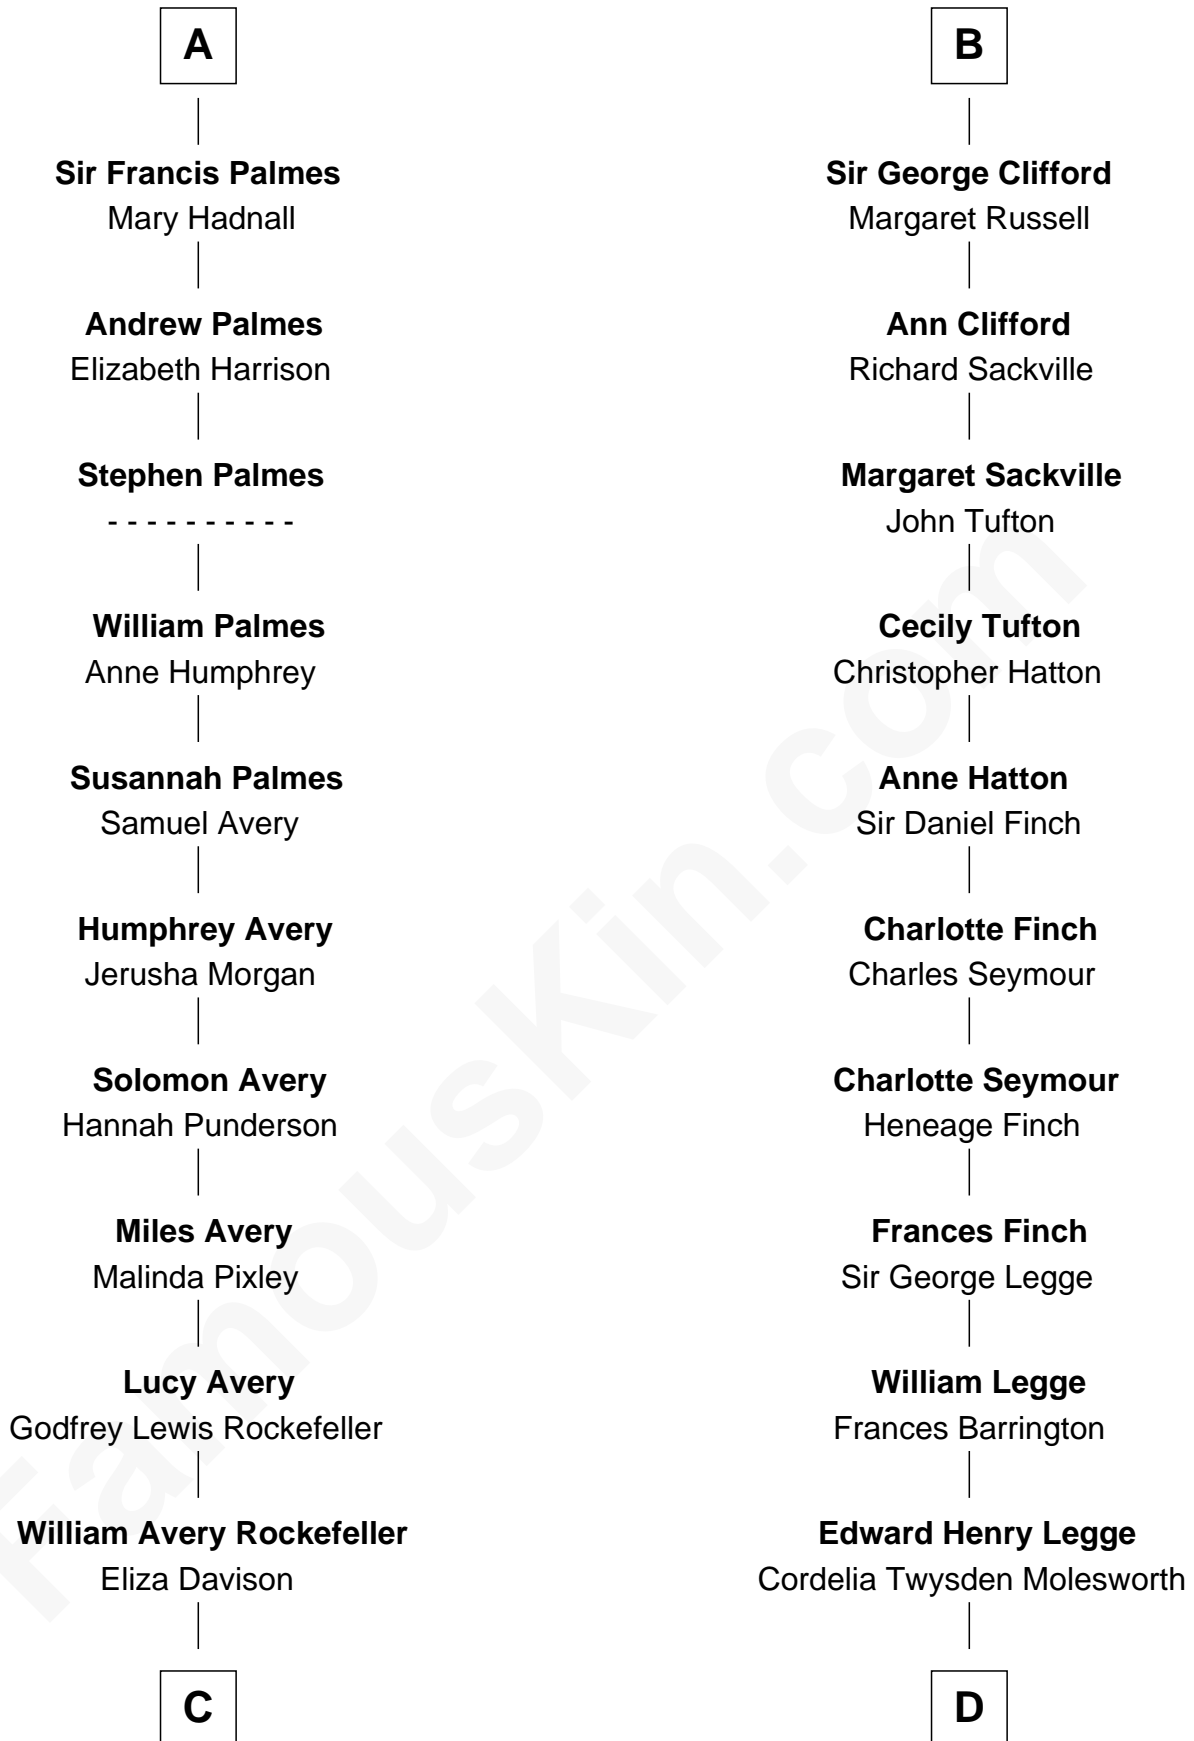 A
Sir Francis Palmes
Mary Hadnall
Andrew Palmes
Elizabeth Harrison
Stephen Palmes
- - - - - - - - - -
William Palmes
Anne Humphrey
Susannah Palmes
Samuel Avery
Humphrey Avery
Jerusha Morgan
Solomon Avery
Hannah Punderson
Miles Avery
Malinda Pixley
Lucy Avery
Godfrey Lewis Rockefeller
William Avery Rockefeller
Eliza Davison
C
B
Sir George Clifford
Margaret Russell
Ann Clifford
Richard Sackville
Margaret Sackville
John Tufton
Cecily Tufton
Christopher Hatton
Anne Hatton
Sir Daniel Finch
Charlotte Finch
Charles Seymour
Charlotte Seymour
Heneage Finch
Frances Finch
Sir George Legge
William Legge
Frances Barrington
Edward Henry Legge
Cordelia Twysden Molesworth
D
FamousKin.com